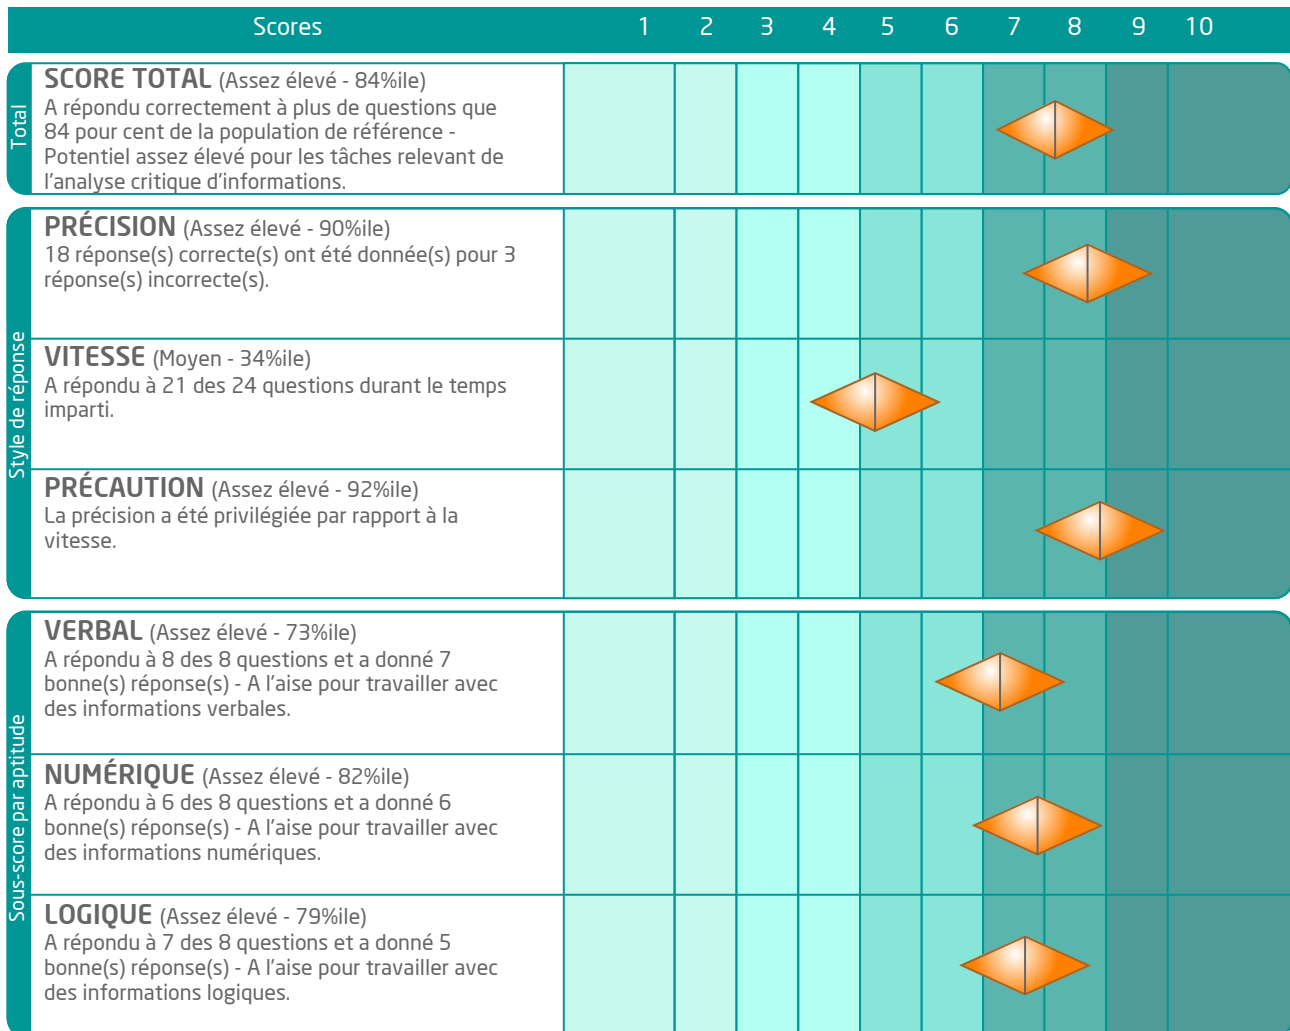 Scores 1 2 3 4 5 6 7 8 9 10
Total
SCORE TOTAL (Assez élevé - 84%ile)
A répondu correctement à plus de questions que
84 pour cent de la population de référence -
Potentiel assez élevé pour les tâches relevant de
l'analyse critique d'informations.
Style de réponse
PRÉCISION (Assez élevé - 90%ile)
18 réponse(s) correcte(s) ont été donnée(s) pour 3
réponse(s) incorrecte(s).
VITESSE (Moyen - 34%ile)
A répondu à 21 des 24 questions durant le temps
imparti.
PRÉCAUTION (Assez élevé - 92%ile)
La précision a été privilégiée par rapport à la
vitesse.
Sous-score par aptitude
VERBAL (Assez élevé - 73%ile)
A répondu à 8 des 8 questions et a donné 7
bonne(s) réponse(s) - A l'aise pour travailler avec
des informations verbales.
NUMÉRIQUE (Assez élevé - 82%ile)
A répondu à 6 des 8 questions et a donné 6
bonne(s) réponse(s) - A l'aise pour travailler avec
des informations numériques.
LOGIQUE (Assez élevé - 79%ile)
A répondu à 7 des 8 questions et a donné 5
bonne(s) réponse(s) - A l'aise pour travailler avec
des informations logiques.